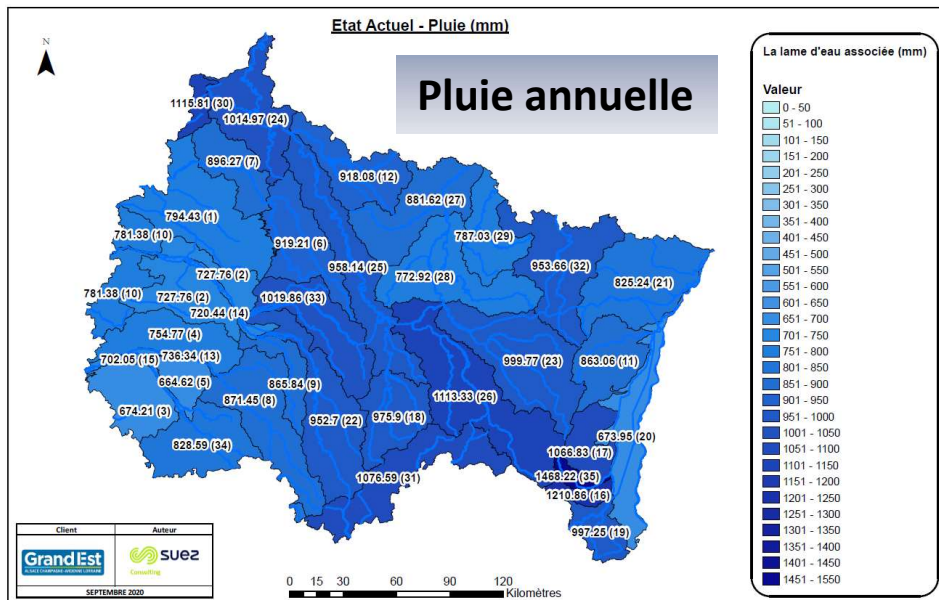 Etat Actuel - Pluie (mm)
Pluie annuelle
N
1115.81 (30)
1014.97 (24)
896.27 (7)
918.08 (12)
881.62 (27)
794.43 (1)
787.03 (29)
781.38 (10)
919.21 (6)
958.14 (25)
953.66 (32)
727.76 (2)
772.92 (28)
825.24 (21)
781.38 (10)
727.76 (2)
1019.86 (33)
720.44 (14)
754.77 (4)
736.34 (13)
702.05 (15)
999.77 (23)
863.06 (11)
664.62 (5)
865.84 (9)
871.45 (8)
1113.33 (26)
674.21 (3)
952.7 (22)
975.9 (18)
673.95 (20)
828.59 (34)
1066.83 (17)
1076.59 (31)
1468.22 (35)
1210.86 (16)
997.25 (19)
La lame d'eau associée (mm)
Valeur
0 - 50
51 - 100
101 - 150
151 - 200
201 - 250
251 - 300
301 - 350
351 - 400
401 - 450
451 - 500
501 - 550
551 - 600
601 - 650
651 - 700
701 - 750
751 - 800
801 - 850
851 - 900
901 - 950
951 - 1000
1001 - 1050
1051 - 1100
1101 - 1150
1151 - 1200
1201 - 1250
1251 - 1300
1301 - 1350
1351 - 1400
1401 - 1450
1451 - 1550
Client Auteur
GrandEst
ALSACE CHAMPAGNE-ARDENNE LORRAINE
suez
Consulting
SEPTEMBRE 2020
0 15 30 60 90 120
Kilomètres